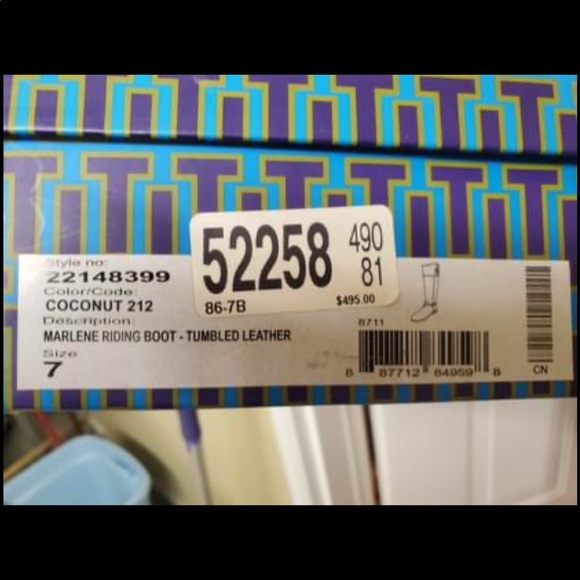 Style no:
22148399
Color/Code:
COCONUT 212
Description:
MARLENE RIDING BOOT - TUMBLED LEATHER
Size
7
52258
490
81
86-7B
$495.00
8711
8 87712 84959 8
CN